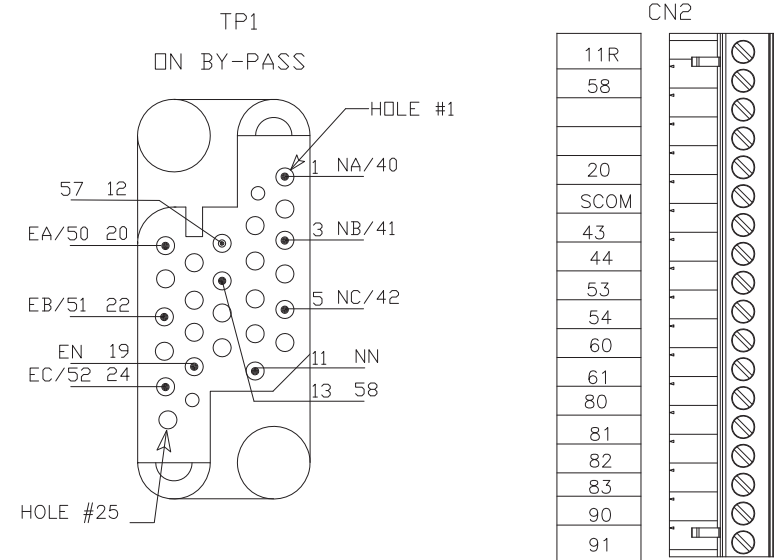 TP1
ON BY-PASS
HOLE #1
1 NA/40
57 12
3 NB/41
EA/50 20
5 NC/42
EB/51 22
EN 19
11 NN
EC/52 24
13 58
HOLE #25
CN2
11R
58
20
SCOM
43
44
53
54
60
61
80
81
82
83
90
91